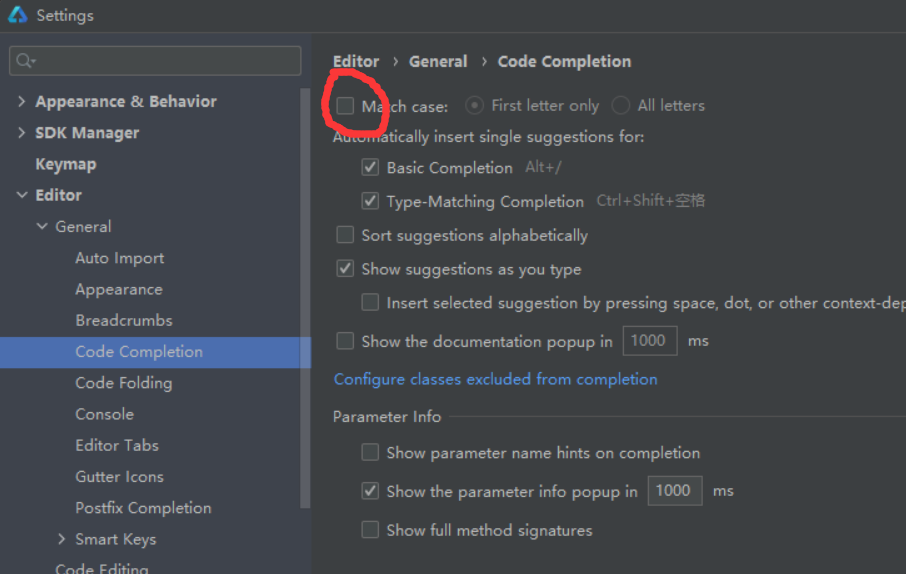 Settings
Appearance & Behavior
SDK Manager
Keymap
Editor
General
Auto Import
Appearance
Breadcrumbs
Code Completion
Code Folding
Console
Editor Tabs
Gutter Icons
Postfix Completion
Smart Keys
Code Editing
Editor › General › Code Completion
Match case: First letter only All letters
Automatically insert single suggestions for:
Basic Completion Alt+/
Type-Matching Completion Ctrl+Shift+空格
Sort suggestions alphabetically
Show suggestions as you type
Insert selected suggestion by pressing space, dot, or other context-dep
Show the documentation popup in 1000 ms
Configure classes excluded from completion
Parameter Info
Show parameter name hints on completion
Show the parameter info popup in 1000 ms
Show full method signatures